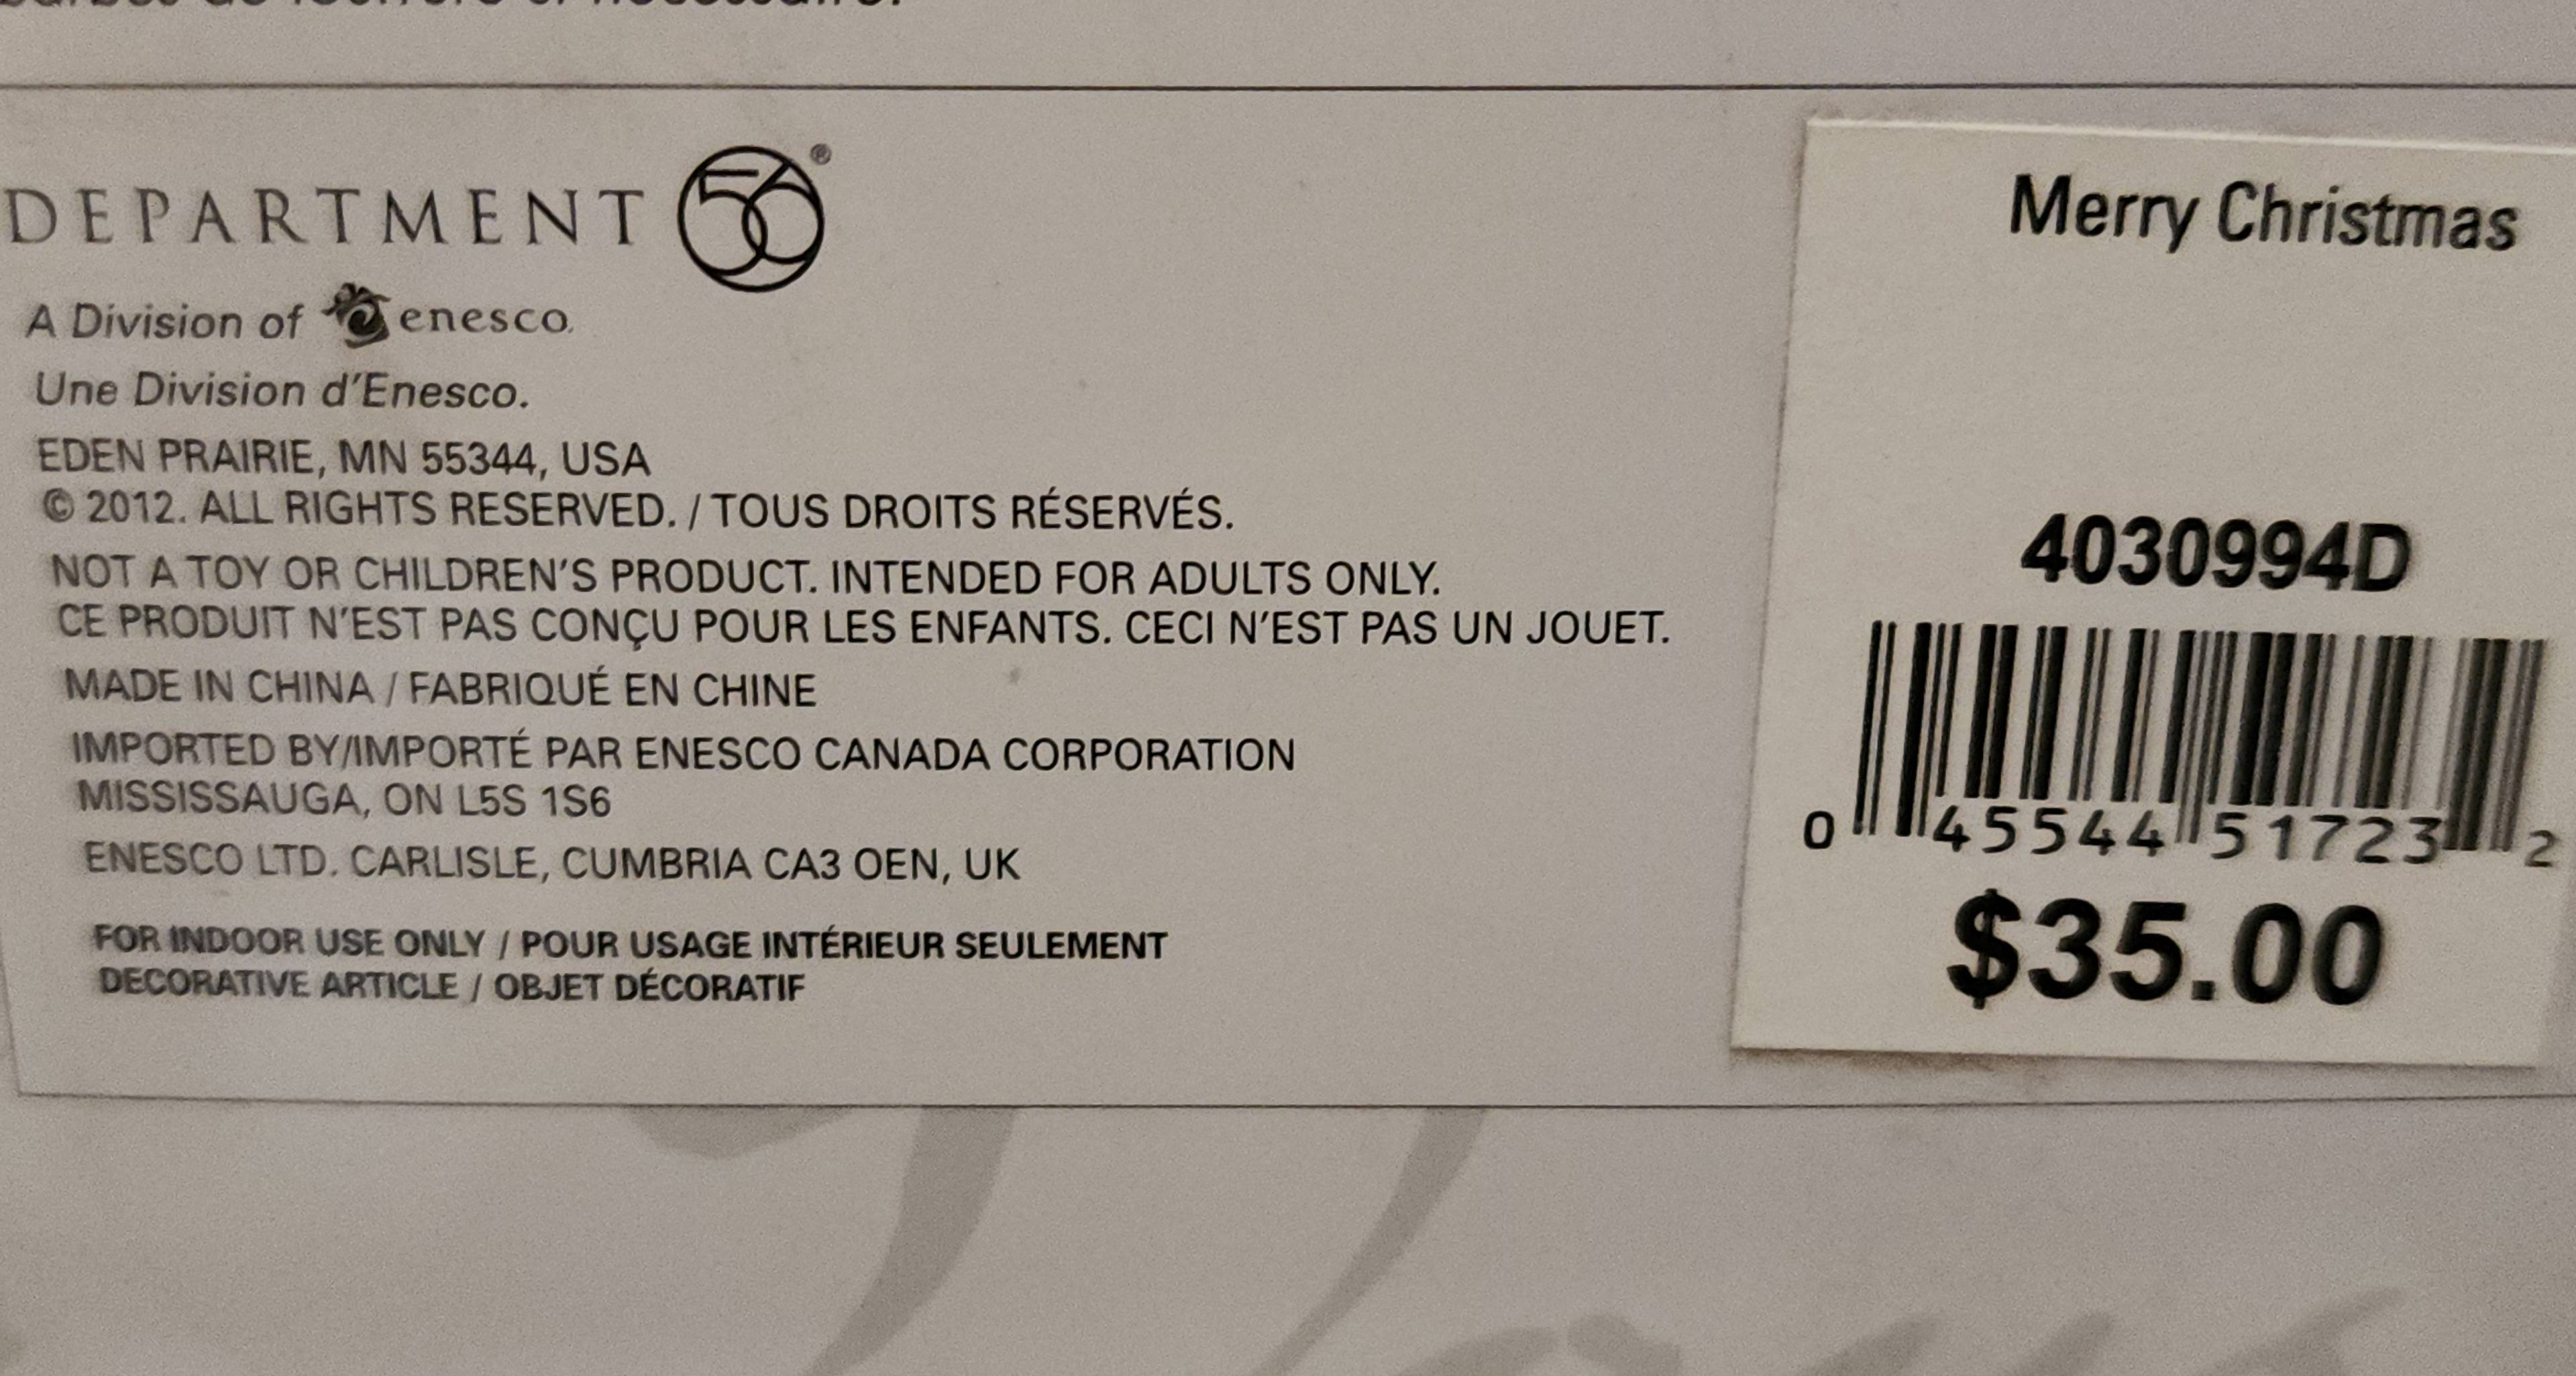 DEPARTMENT 56®
A Division of enesco.
Une Division d'Enesco.
EDEN PRAIRIE, MN 55344, USA
© 2012. ALL RIGHTS RESERVED. / TOUS DROITS RÉSERVÉS.
NOT A TOY OR CHILDREN'S PRODUCT. INTENDED FOR ADULTS ONLY.
CE PRODUIT N'EST PAS CONÇU POUR LES ENFANTS. CECI N'EST PAS UN JOUET.
MADE IN CHINA / FABRIQUÉ EN CHINE
IMPORTED BY/IMPORTÉ PAR ENESCO CANADA CORPORATION
MISSISSAUGA, ON L5S 1S6
ENESCO LTD. CARLISLE, CUMBRIA CA3 OEN, UK
FOR INDOOR USE ONLY / POUR USAGE INTÉRIEUR SEULEMENT
DECORATIVE ARTICLE / OBJET DÉCORATIF
Merry Christmas
4030994D
0 45544 51723 2
$35.00